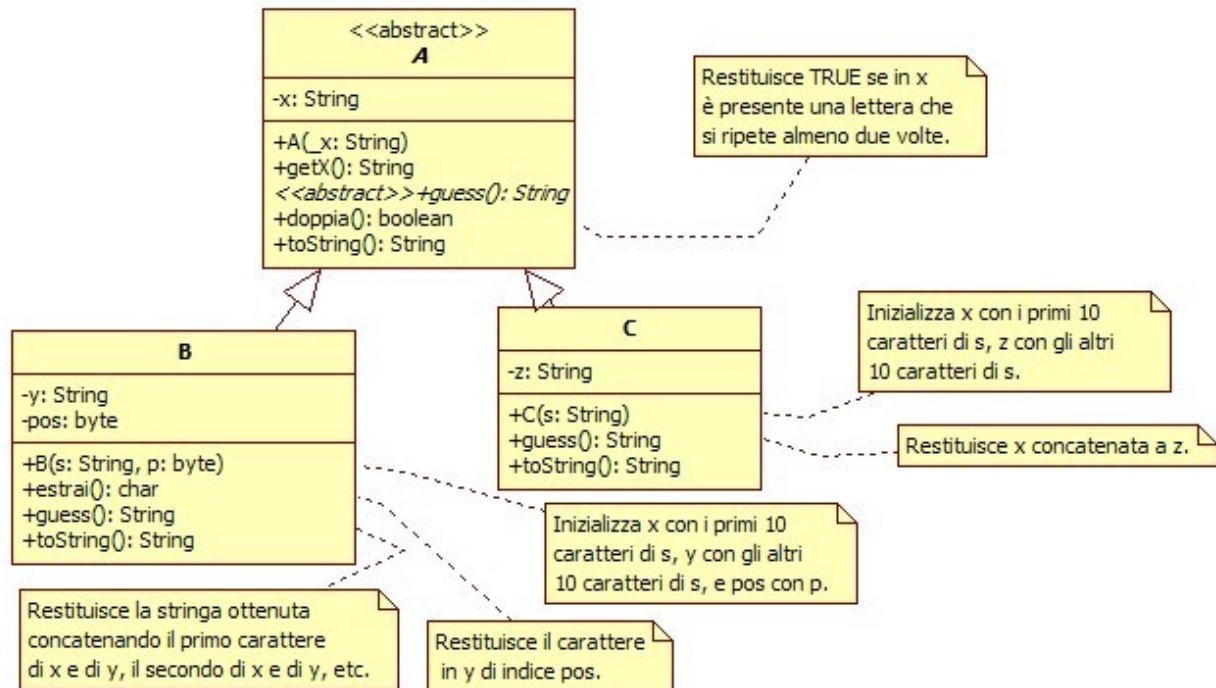 <<abstract>>
A
-x: String
+A(_x: String)
+getX(): String
<<abstract>>+guess(): String
+doppia(): boolean
+toString(): String
Restituisce TRUE se in x
è presente una lettera che
si ripete almeno due volte.
B
-y: String
-pos: byte
+B(s: String, p: byte)
+estrai(): char
+guess(): String
+toString(): String
C
-z: String
+C(s: String)
+guess(): String
+toString(): String
Inizializza x con i primi 10
caratteri di s, z con gli altri
10 caratteri di s.
Restituisce x concatenata a z.
Inizializza x con i primi 10
caratteri di s, y con gli altri
10 caratteri di s, e pos con p.
Restituisce la stringa ottenuta
concatenando il primo carattere
di x e di y, il secondo di x e di y, etc.
Restituisce il carattere
in y di indice pos.